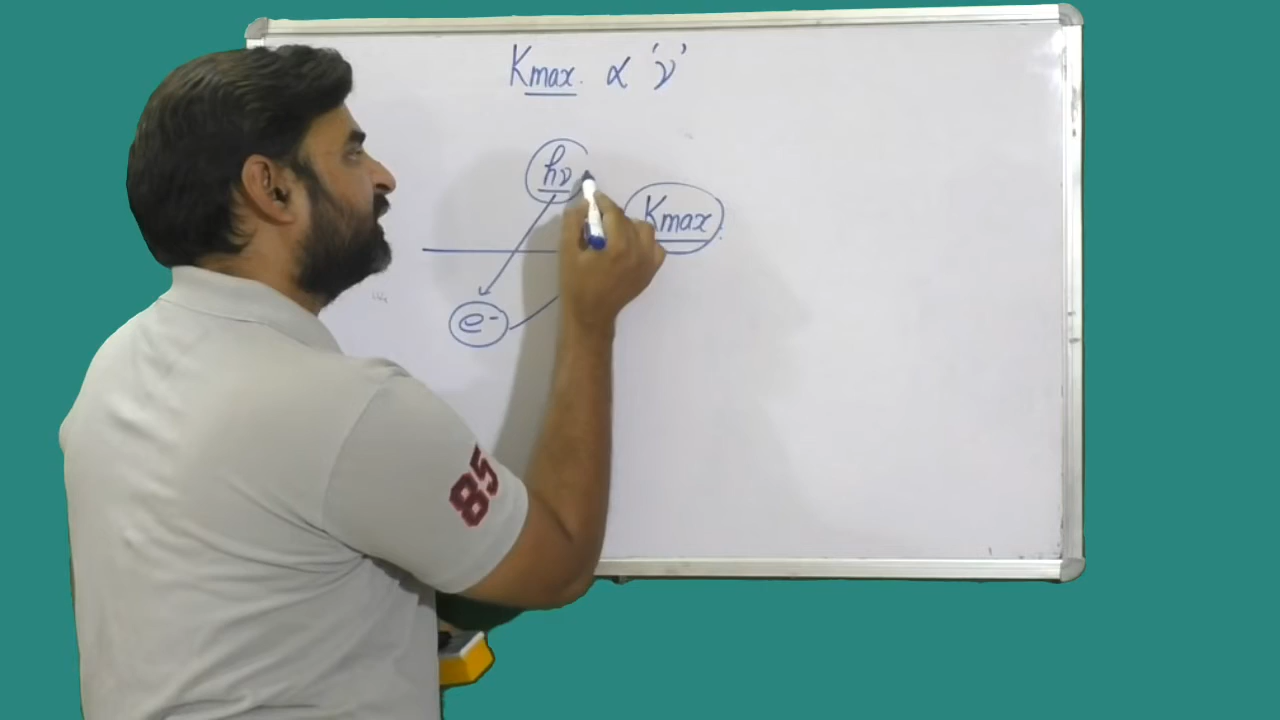 Kmax. ∝ 'ν'
hν
Kmax.
e-
85